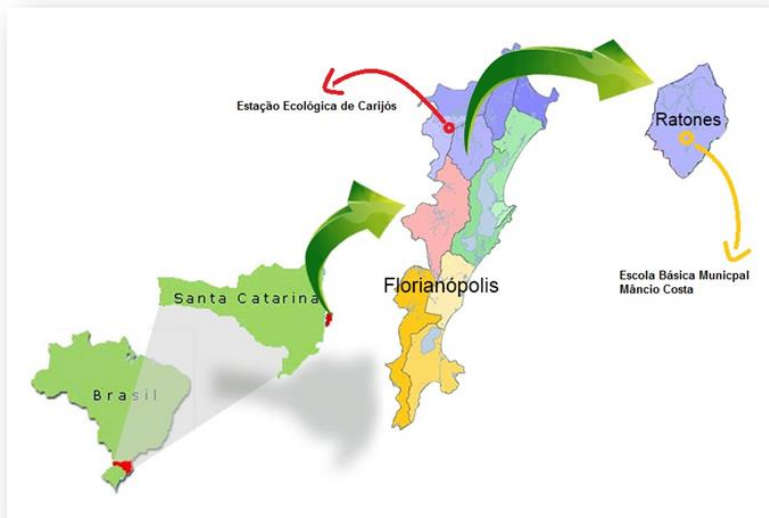 Estação Ecológica de Carijós
Ratones
Escola Básica Municpal
Mâncio Costa
Florianópolis
Santa Catarina
Brasil